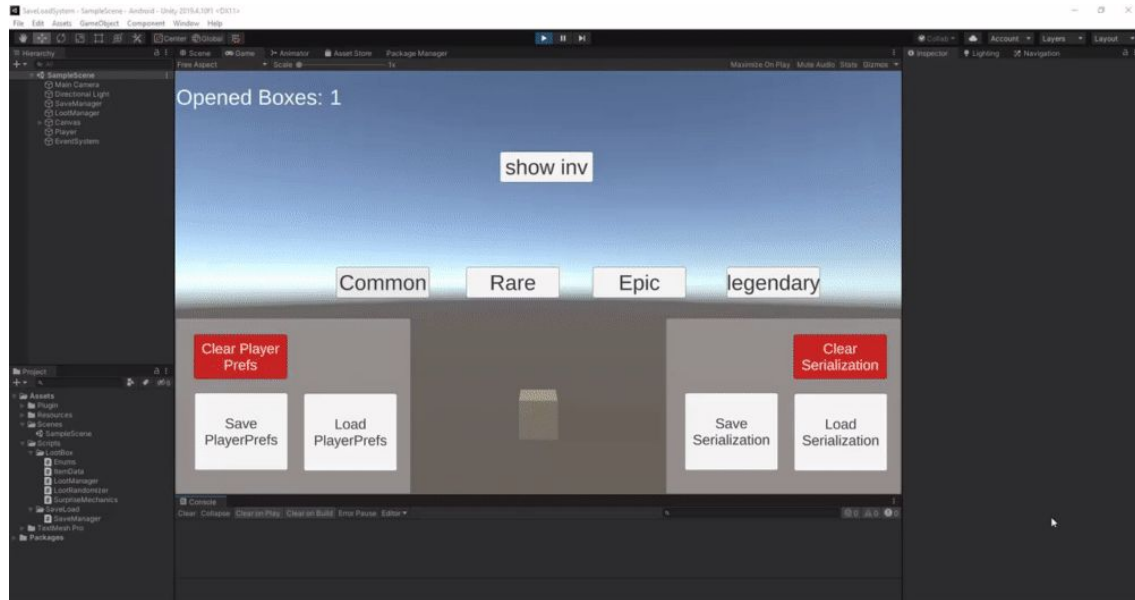 SaveLoadSystem - SampleScene - Android - Unity 2019.4.10f1 <DX11>
File Edit Assets GameObject Component Window Help
Center Global Collab Account Layers Layout
Hierarchy Scene Game Animator Asset Store Package Manager Inspector Lighting Navigation
All Free Aspect Scale 1x Maximize On Play Mute Audio Stats Gizmos
SampleScene
Main Camera
Directional Light
SaveManager
LootManager
Canvas
Player
EventSystem
Opened Boxes: 1
show inv
Common Rare Epic legendary
Clear Player
Prefs
Save
PlayerPrefs
Load
PlayerPrefs
Clear
Serialization
Save
Serialization
Load
Serialization
Project
Assets
Plugin
Resources
Scenes
SampleScene
Scripts
LootBox
Enums
ItemData
LootManager
LootRandomizer
SurpriseMechanics
SaveLoad
SaveManager
TextMesh Pro
Packages
Console
Clear Collapse Clear on Play Clear on Build Error Pause Editor
0 0 0